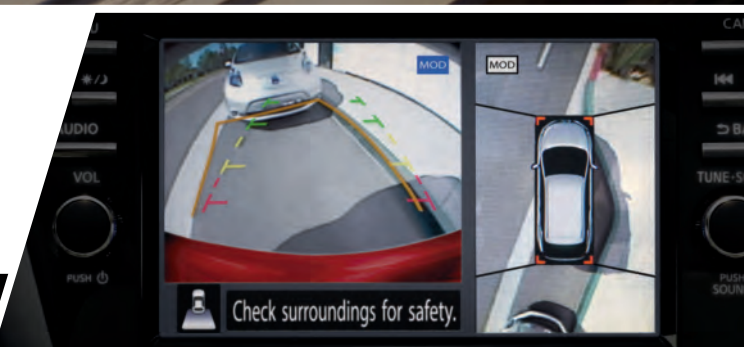 MOD
MOD
AUDIO
VOL
PUSH
Check surroundings for safety.
BA
TUNE•S
PUSH
SOUN